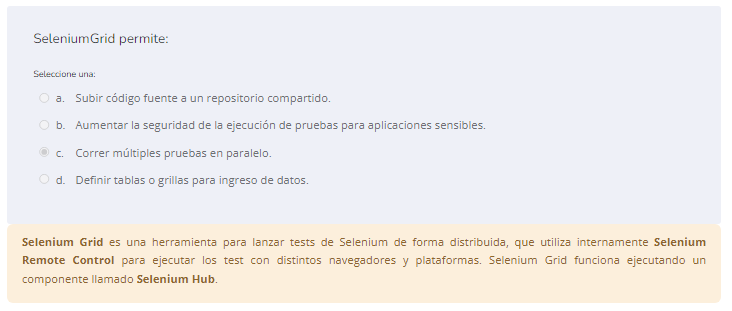 SeleniumGrid permite:
Seleccione una:
a. Subir código fuente a un repositorio compartido.
b. Aumentar la seguridad de la ejecución de pruebas para aplicaciones sensibles.
c. Correr múltiples pruebas en paralelo.
d. Definir tablas o grillas para ingreso de datos.
Selenium Grid es una herramienta para lanzar tests de Selenium de forma distribuida, que utiliza internamente Selenium
Remote Control para ejecutar los test con distintos navegadores y plataformas. Selenium Grid funciona ejecutando un
componente llamado Selenium Hub.